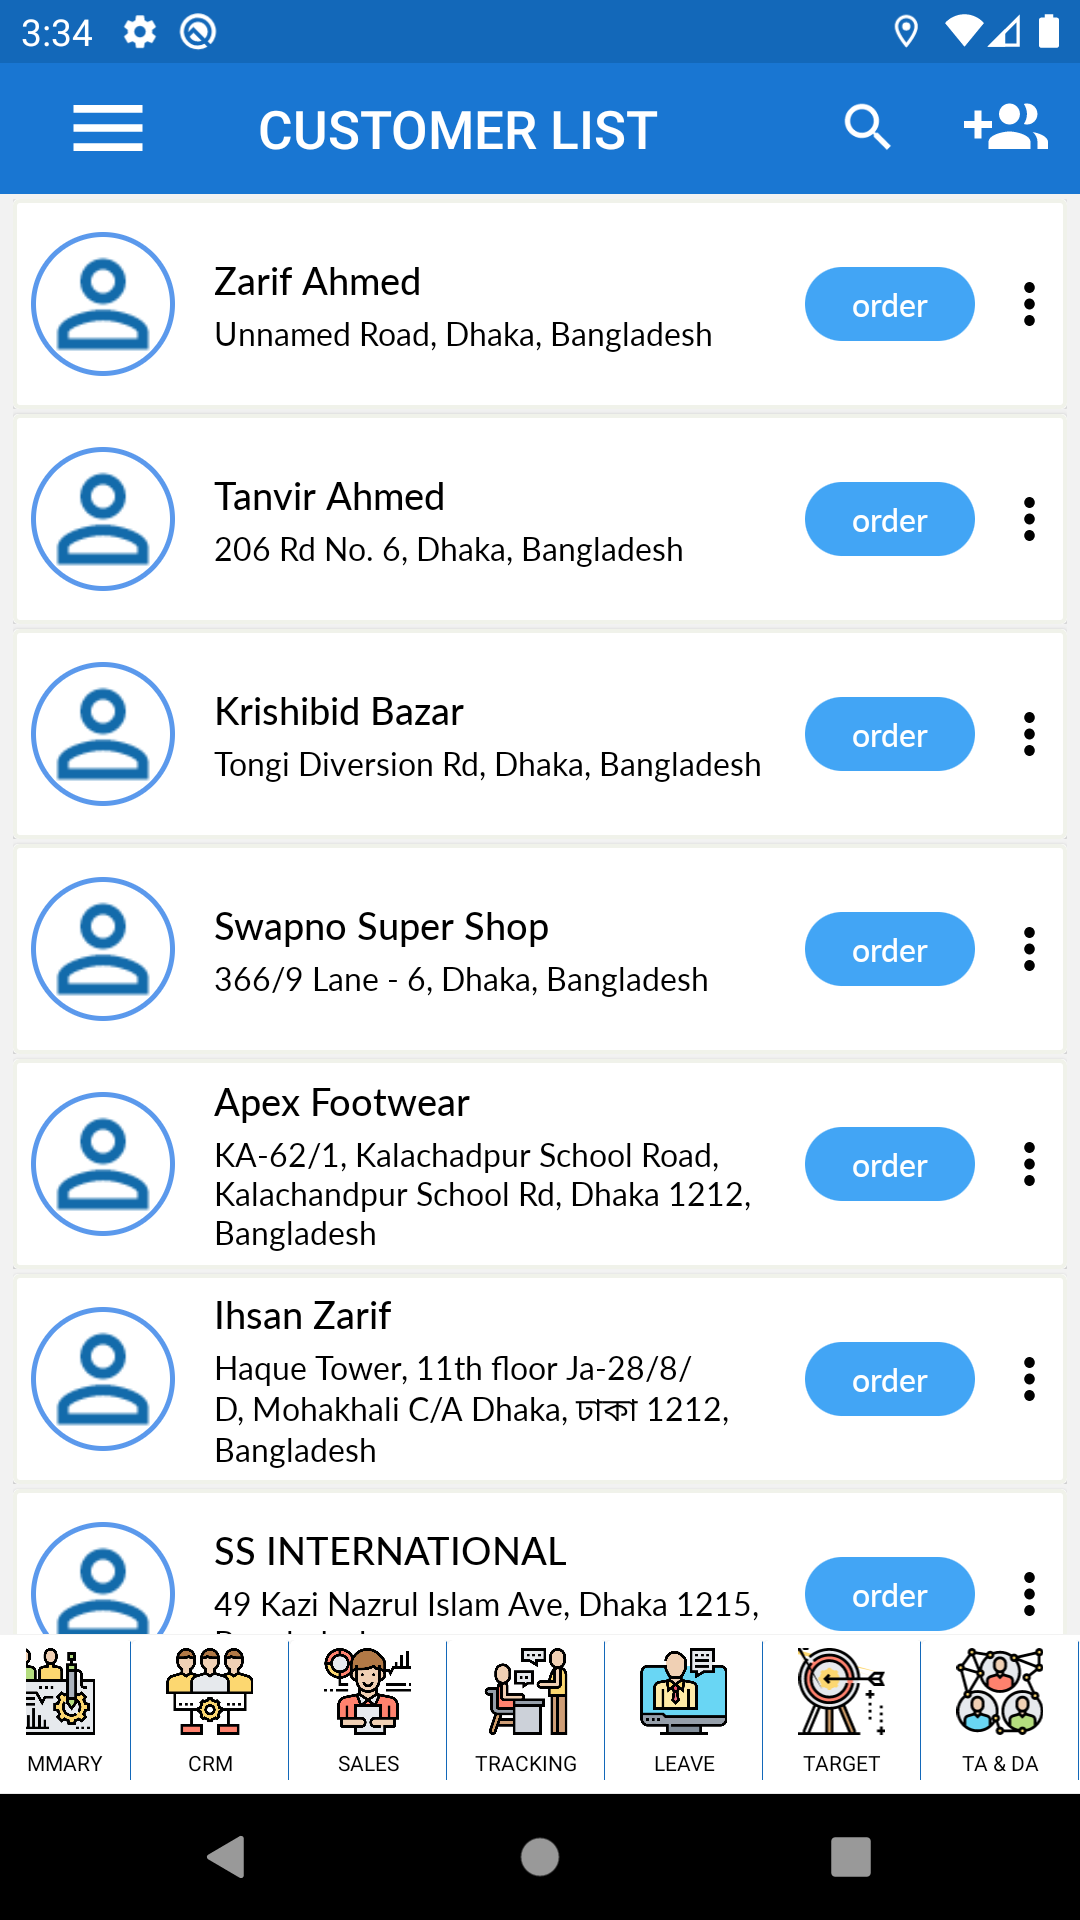 3:34
CUSTOMER LIST
Zarif Ahmed
Unnamed Road, Dhaka, Bangladesh
order
Tanvir Ahmed
206 Rd No. 6, Dhaka, Bangladesh
order
Krishibid Bazar
Tongi Diversion Rd, Dhaka, Bangladesh
order
Swapno Super Shop
366/9 Lane - 6, Dhaka, Bangladesh
order
Apex Footwear
KA-62/1, Kalachadpur School Road,
Kalachandpur School Rd, Dhaka 1212,
Bangladesh
order
Ihsan Zarif
Haque Tower, 11th floor Ja-28/8/
D, Mohakhali C/A Dhaka, ঢাকা 1212,
Bangladesh
order
SS INTERNATIONAL
49 Kazi Nazrul Islam Ave, Dhaka 1215,
order
MMARY
CRM
SALES
TRACKING
LEAVE
TARGET
TA & DA